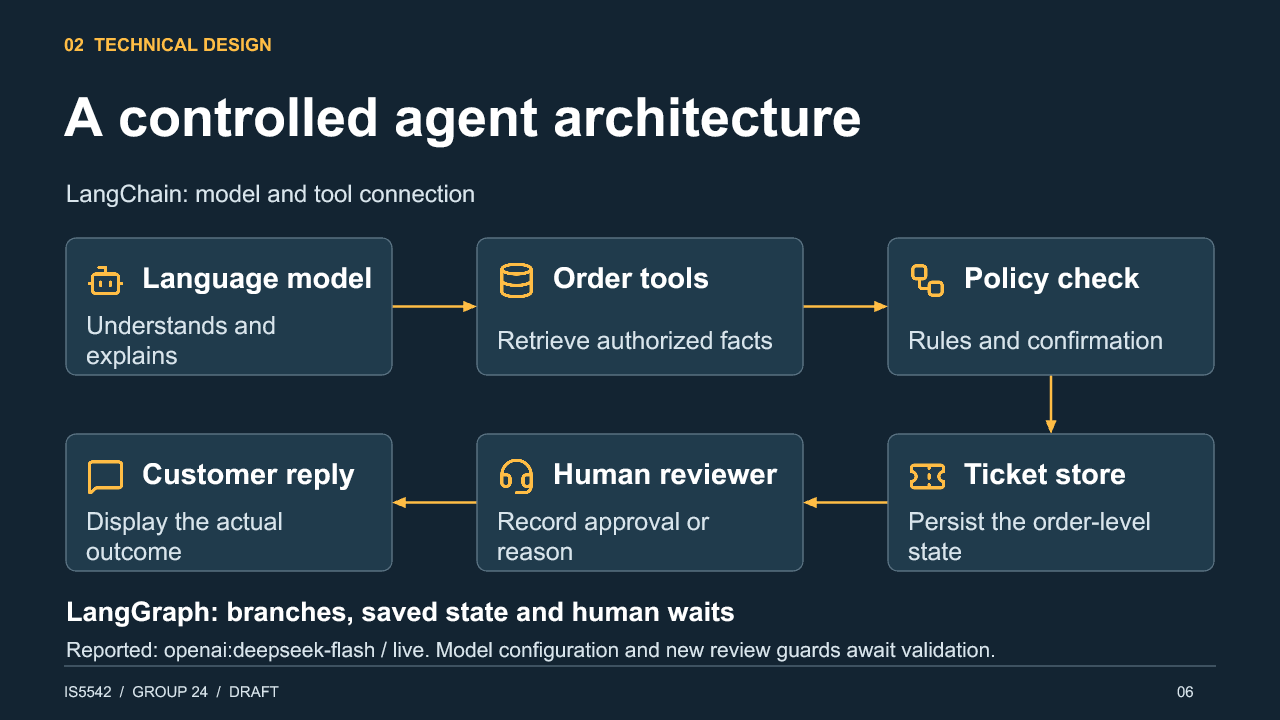 02 TECHNICAL DESIGN
A controlled agent architecture
LangChain: model and tool connection
Language model
Understands and
explains
Order tools
Retrieve authorized facts
Policy check
Rules and confirmation
Customer reply
Display the actual
outcome
Human reviewer
Record approval or
reason
Ticket store
Persist the order-level
state
LangGraph: branches, saved state and human waits
Reported: openai:deepseek-flash / live. Model configuration and new review guards await validation.
IS5542 / GROUP 24 / DRAFT
06